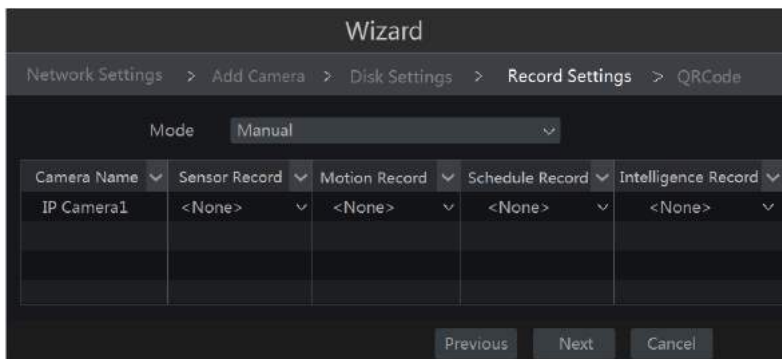 Wizard
Network Settings > Add Camera > Disk Settings > Record Settings > QRCode
Mode Manual
Camera Name Sensor Record Motion Record Schedule Record Intelligence Record
IP Camera1 <None> <None> <None> <None>
Previous Next Cancel